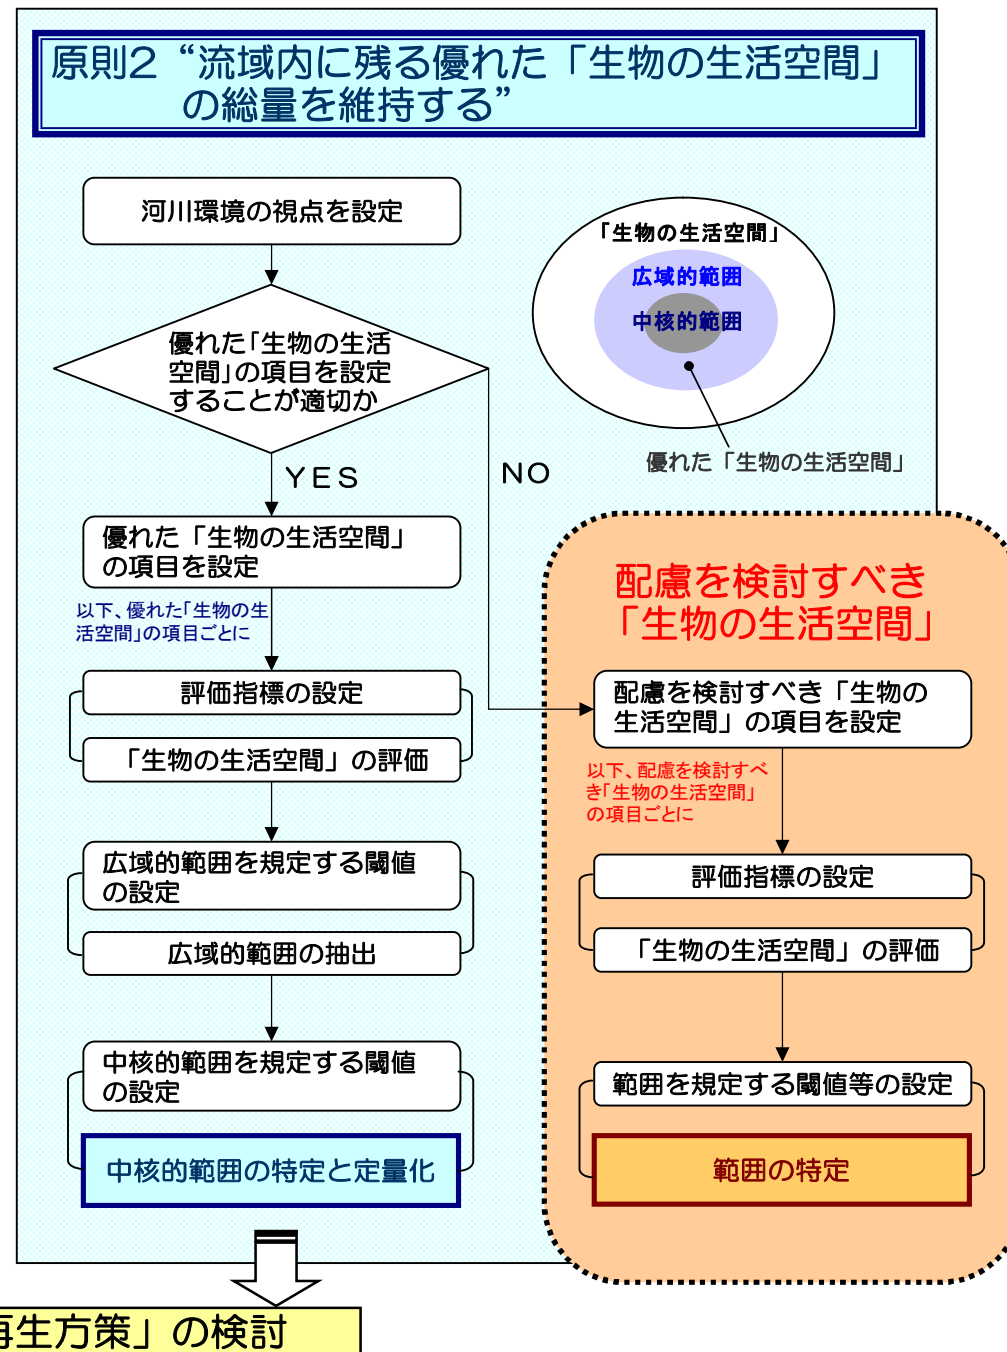 原則2“流域内に残る優れた「生物の生活空間」
の総量を維持する”
河川環境の視点を設定
優れた「生物の生活
空間」の項目を設定
することが適切か
YES
NO
「生物の生活空間」
広域的範囲
中核的範囲
優れた「生物の生活空間」
優れた「生物の生活空間」
の項目を設定
以下、優れた「生物の生
活空間」の項目ごとに
評価指標の設定
「生物の生活空間」の評価
広域的範囲を規定する閾値
の設定
広域的範囲の抽出
中核的範囲を規定する閾値
の設定
中核的範囲の特定と定量化
配慮を検討すべき
「生物の生活空間」
配慮を検討すべき「生物の
生活空間」の項目を設定
以下、配慮を検討すべ
き「生物の生活空間」
の項目ごとに
評価指標の設定
「生物の生活空間」の評価
範囲を規定する閾値等の設定
範囲の特定
再生方策」の検討